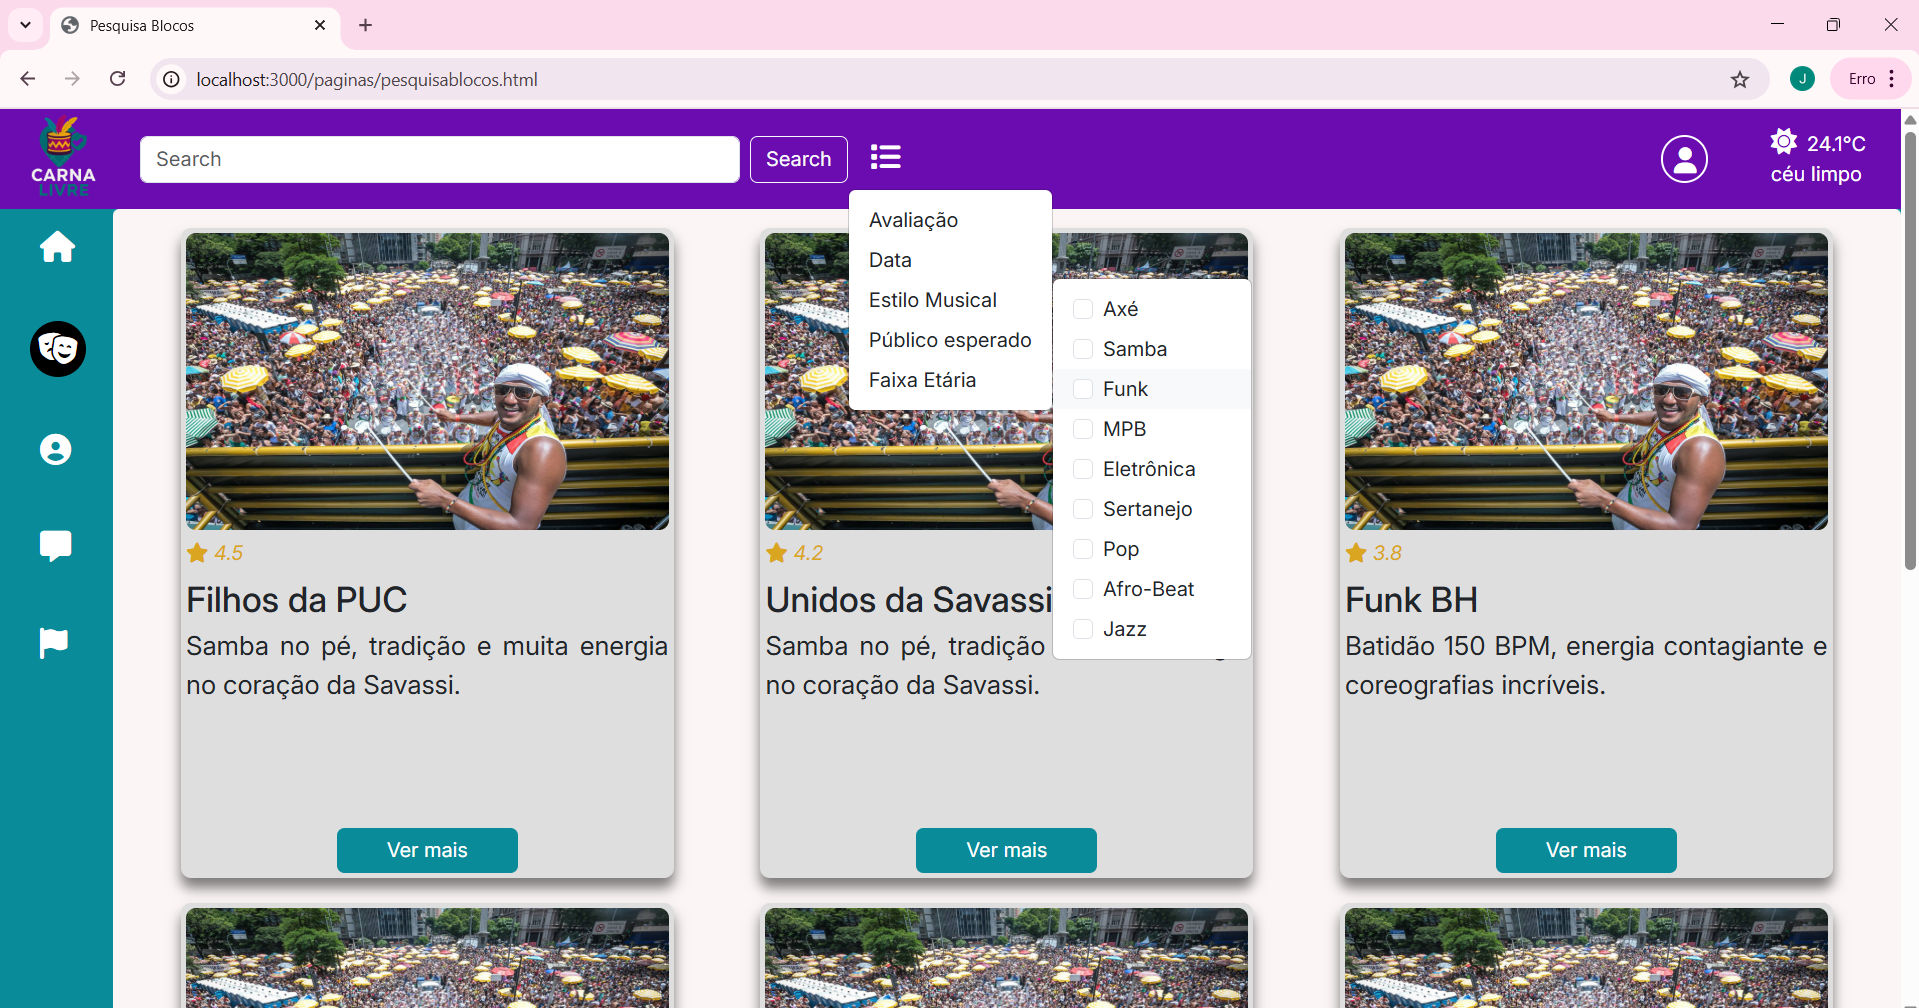 Pesquisa Blocos
localhost:3000/paginas/pesquisablocos.html
J
Erro
CARNA
LIVRE
Search
Search
24.1°C
céu limpo
Avaliação
Data
Estilo Musical
Público esperado
Faixa Etária
Axé
Samba
Funk
MPB
Eletrônica
Sertanejo
Pop
Afro-Beat
Jazz
4.5
Filhos da PUC
Samba no pé, tradição e muita energia
no coração da Savassi.
Ver mais
4.2
Unidos da Savassi
Samba no pé, tradição
no coração da Savassi.
Ver mais
3.8
Funk BH
Batidão 150 BPM, energia contagiante e
coreografias incríveis.
Ver mais